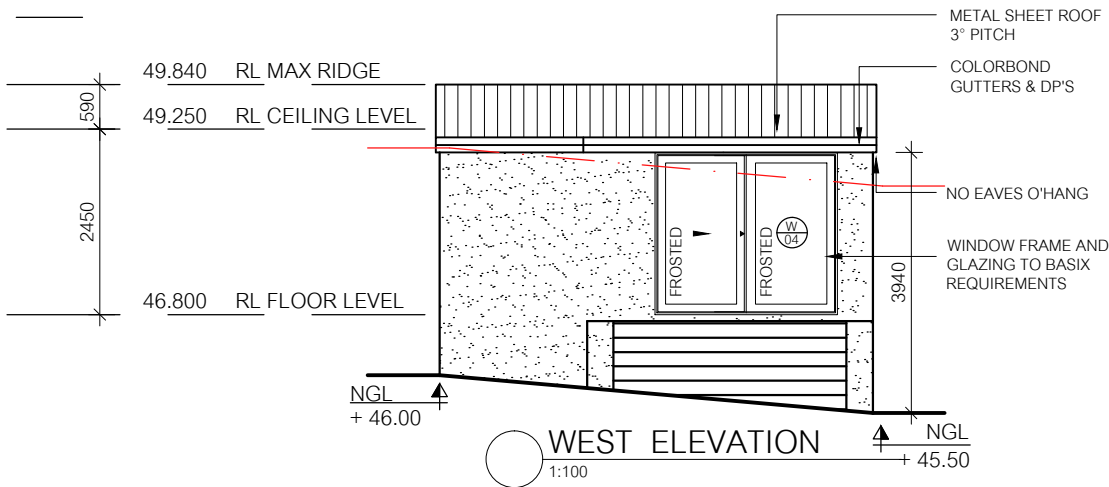 METAL SHEET ROOF
3° PITCH
49.840 RL MAX RIDGE
COLORBOND
GUTTERS & DP'S
590
49.250 RL CEILING LEVEL
NO EAVES O'HANG
2450
FROSTED
FROSTED
W
04
WINDOW FRAME AND
GLAZING TO BASIX
REQUIREMENTS
3940
46.800 RL FLOOR LEVEL
NGL
+ 46.00
WEST ELEVATION
1:100
NGL
+ 45.50